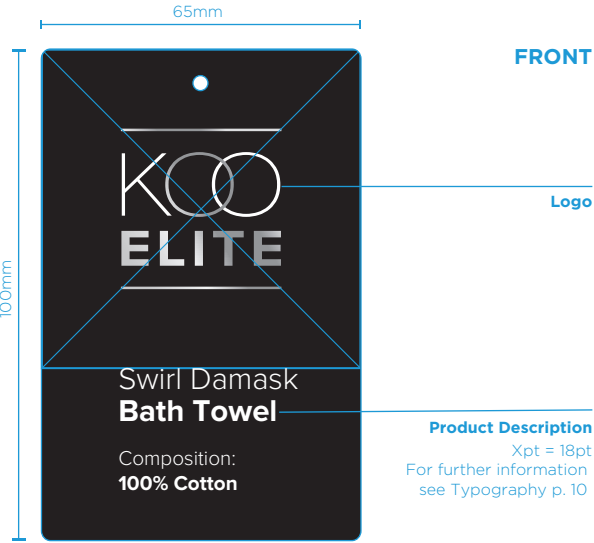 65mm
FRONT
100mm
KOO
ELITE
Logo
Swirl Damask
Bath Towel
Composition:
100% Cotton
Product Description
Xpt = 18pt
For further information
see Typography p. 10